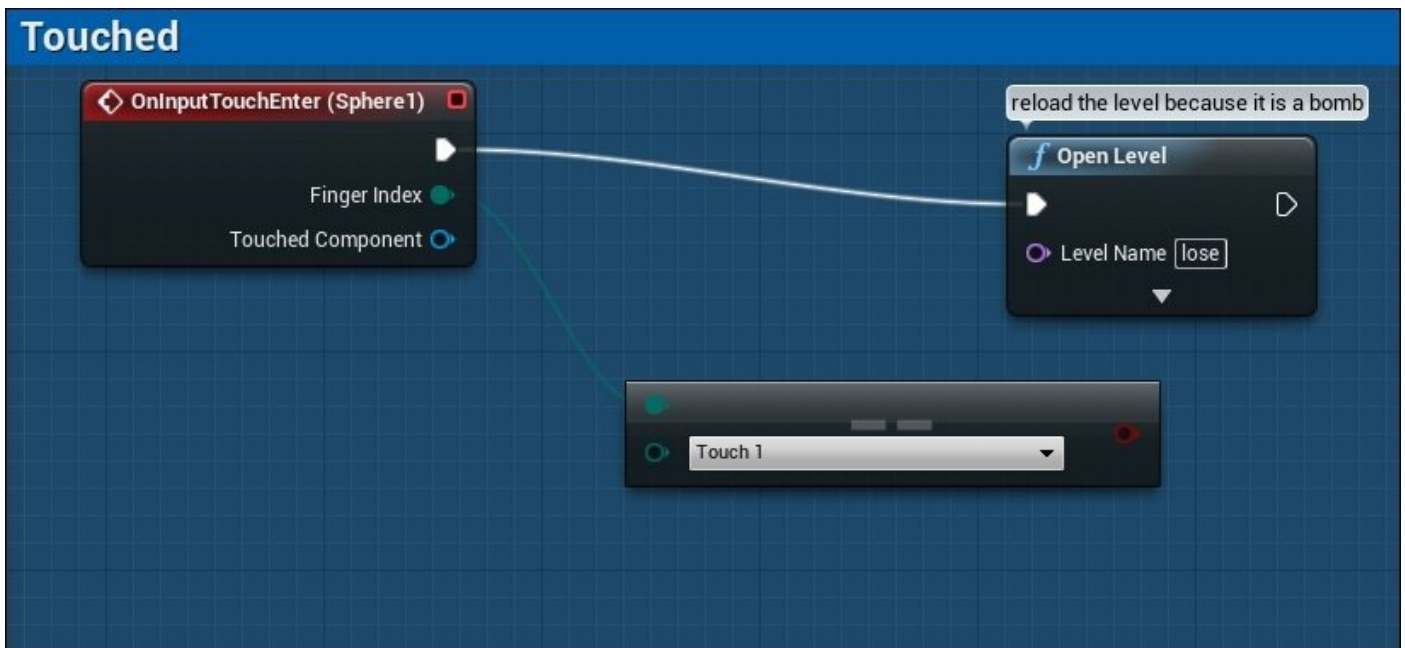 Touched
OnInputTouchEnter (Sphere1)
Finger Index
Touched Component
reload the level because it is a bomb
f Open Level
Level Name lose
==
Touch 1